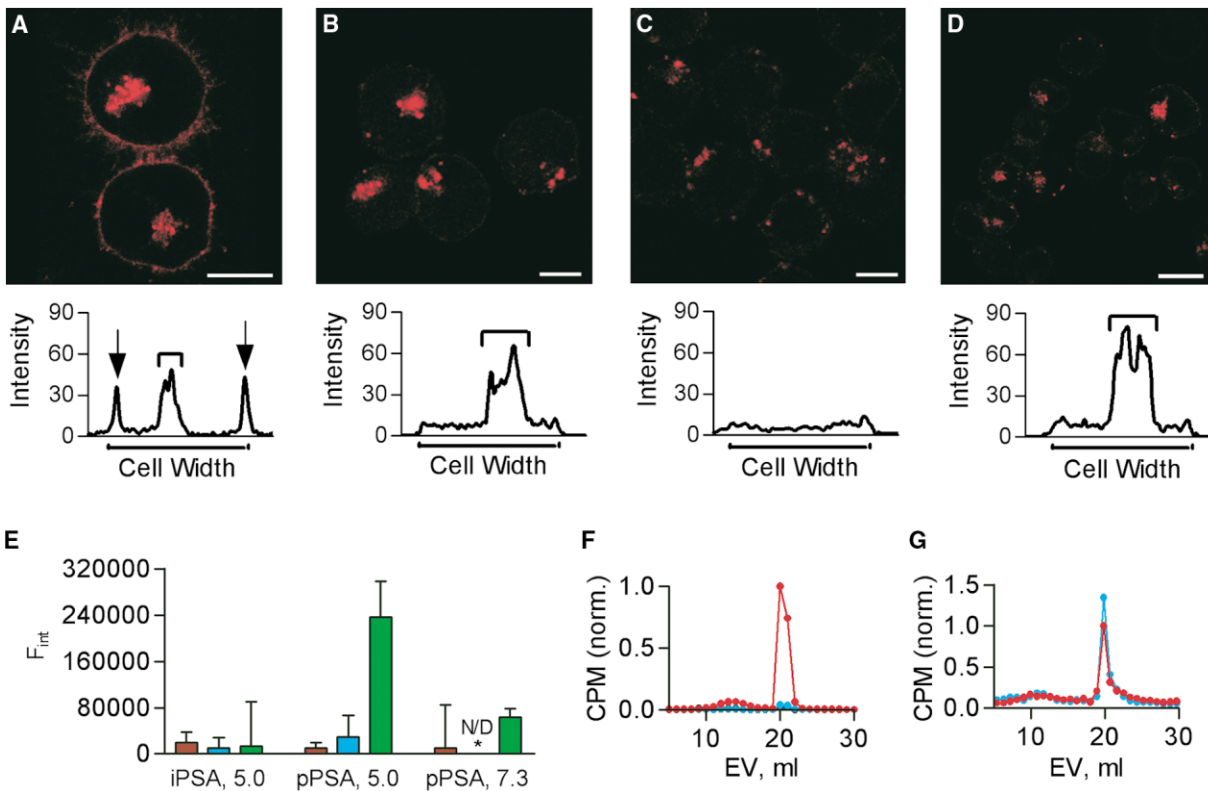 A
B
C
D
90
60
30
0
Intensity
Cell Width
90
60
30
0
Intensity
Cell Width
90
60
30
0
Intensity
Cell Width
90
60
30
0
Intensity
Cell Width
E
320000
240000
160000
80000
0
Fint
N/D
*
iPSA, 5.0
pPSA, 5.0
pPSA, 7.3
F
CPM (norm.)
1.0
0.5
0.0
10 20 30
EV, ml
G
CPM (norm.)
1.5
1.0
0.5
0.0
10 20 30
EV, ml